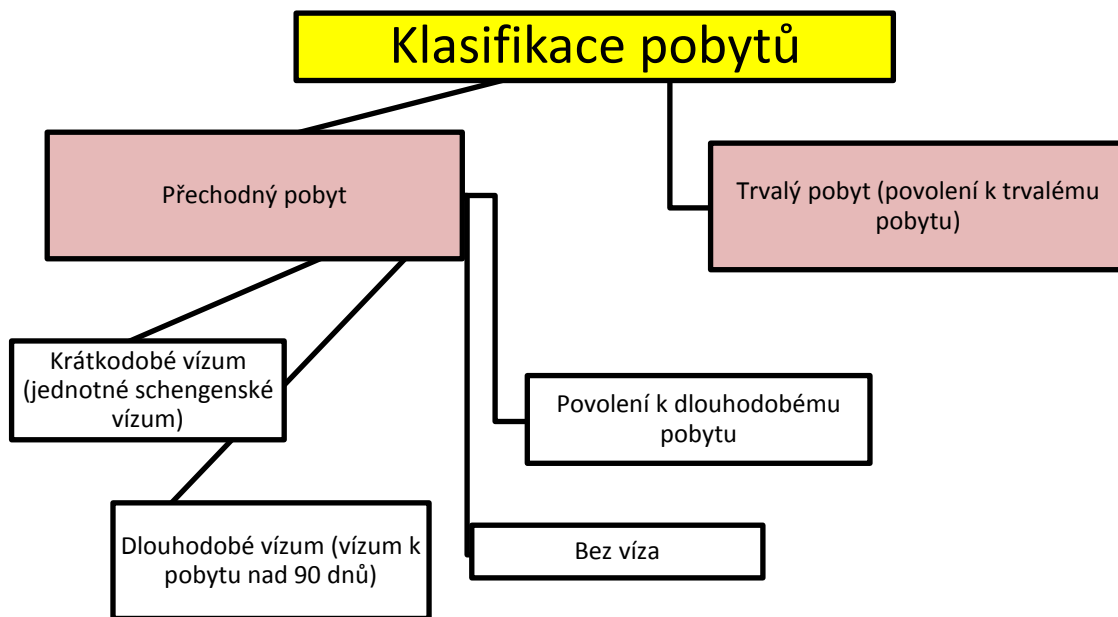 Klasifikace pobytů
Přechodný pobyt
Trvalý pobyt (povolení k trvalému
pobytu)
Krátkodobé vízum
(jednotné schengenské
vízum)
Povolení k dlouhodobému
pobytu
Dlouhodobé vízum (vízum k
pobytu nad 90 dnů)
Bez víza